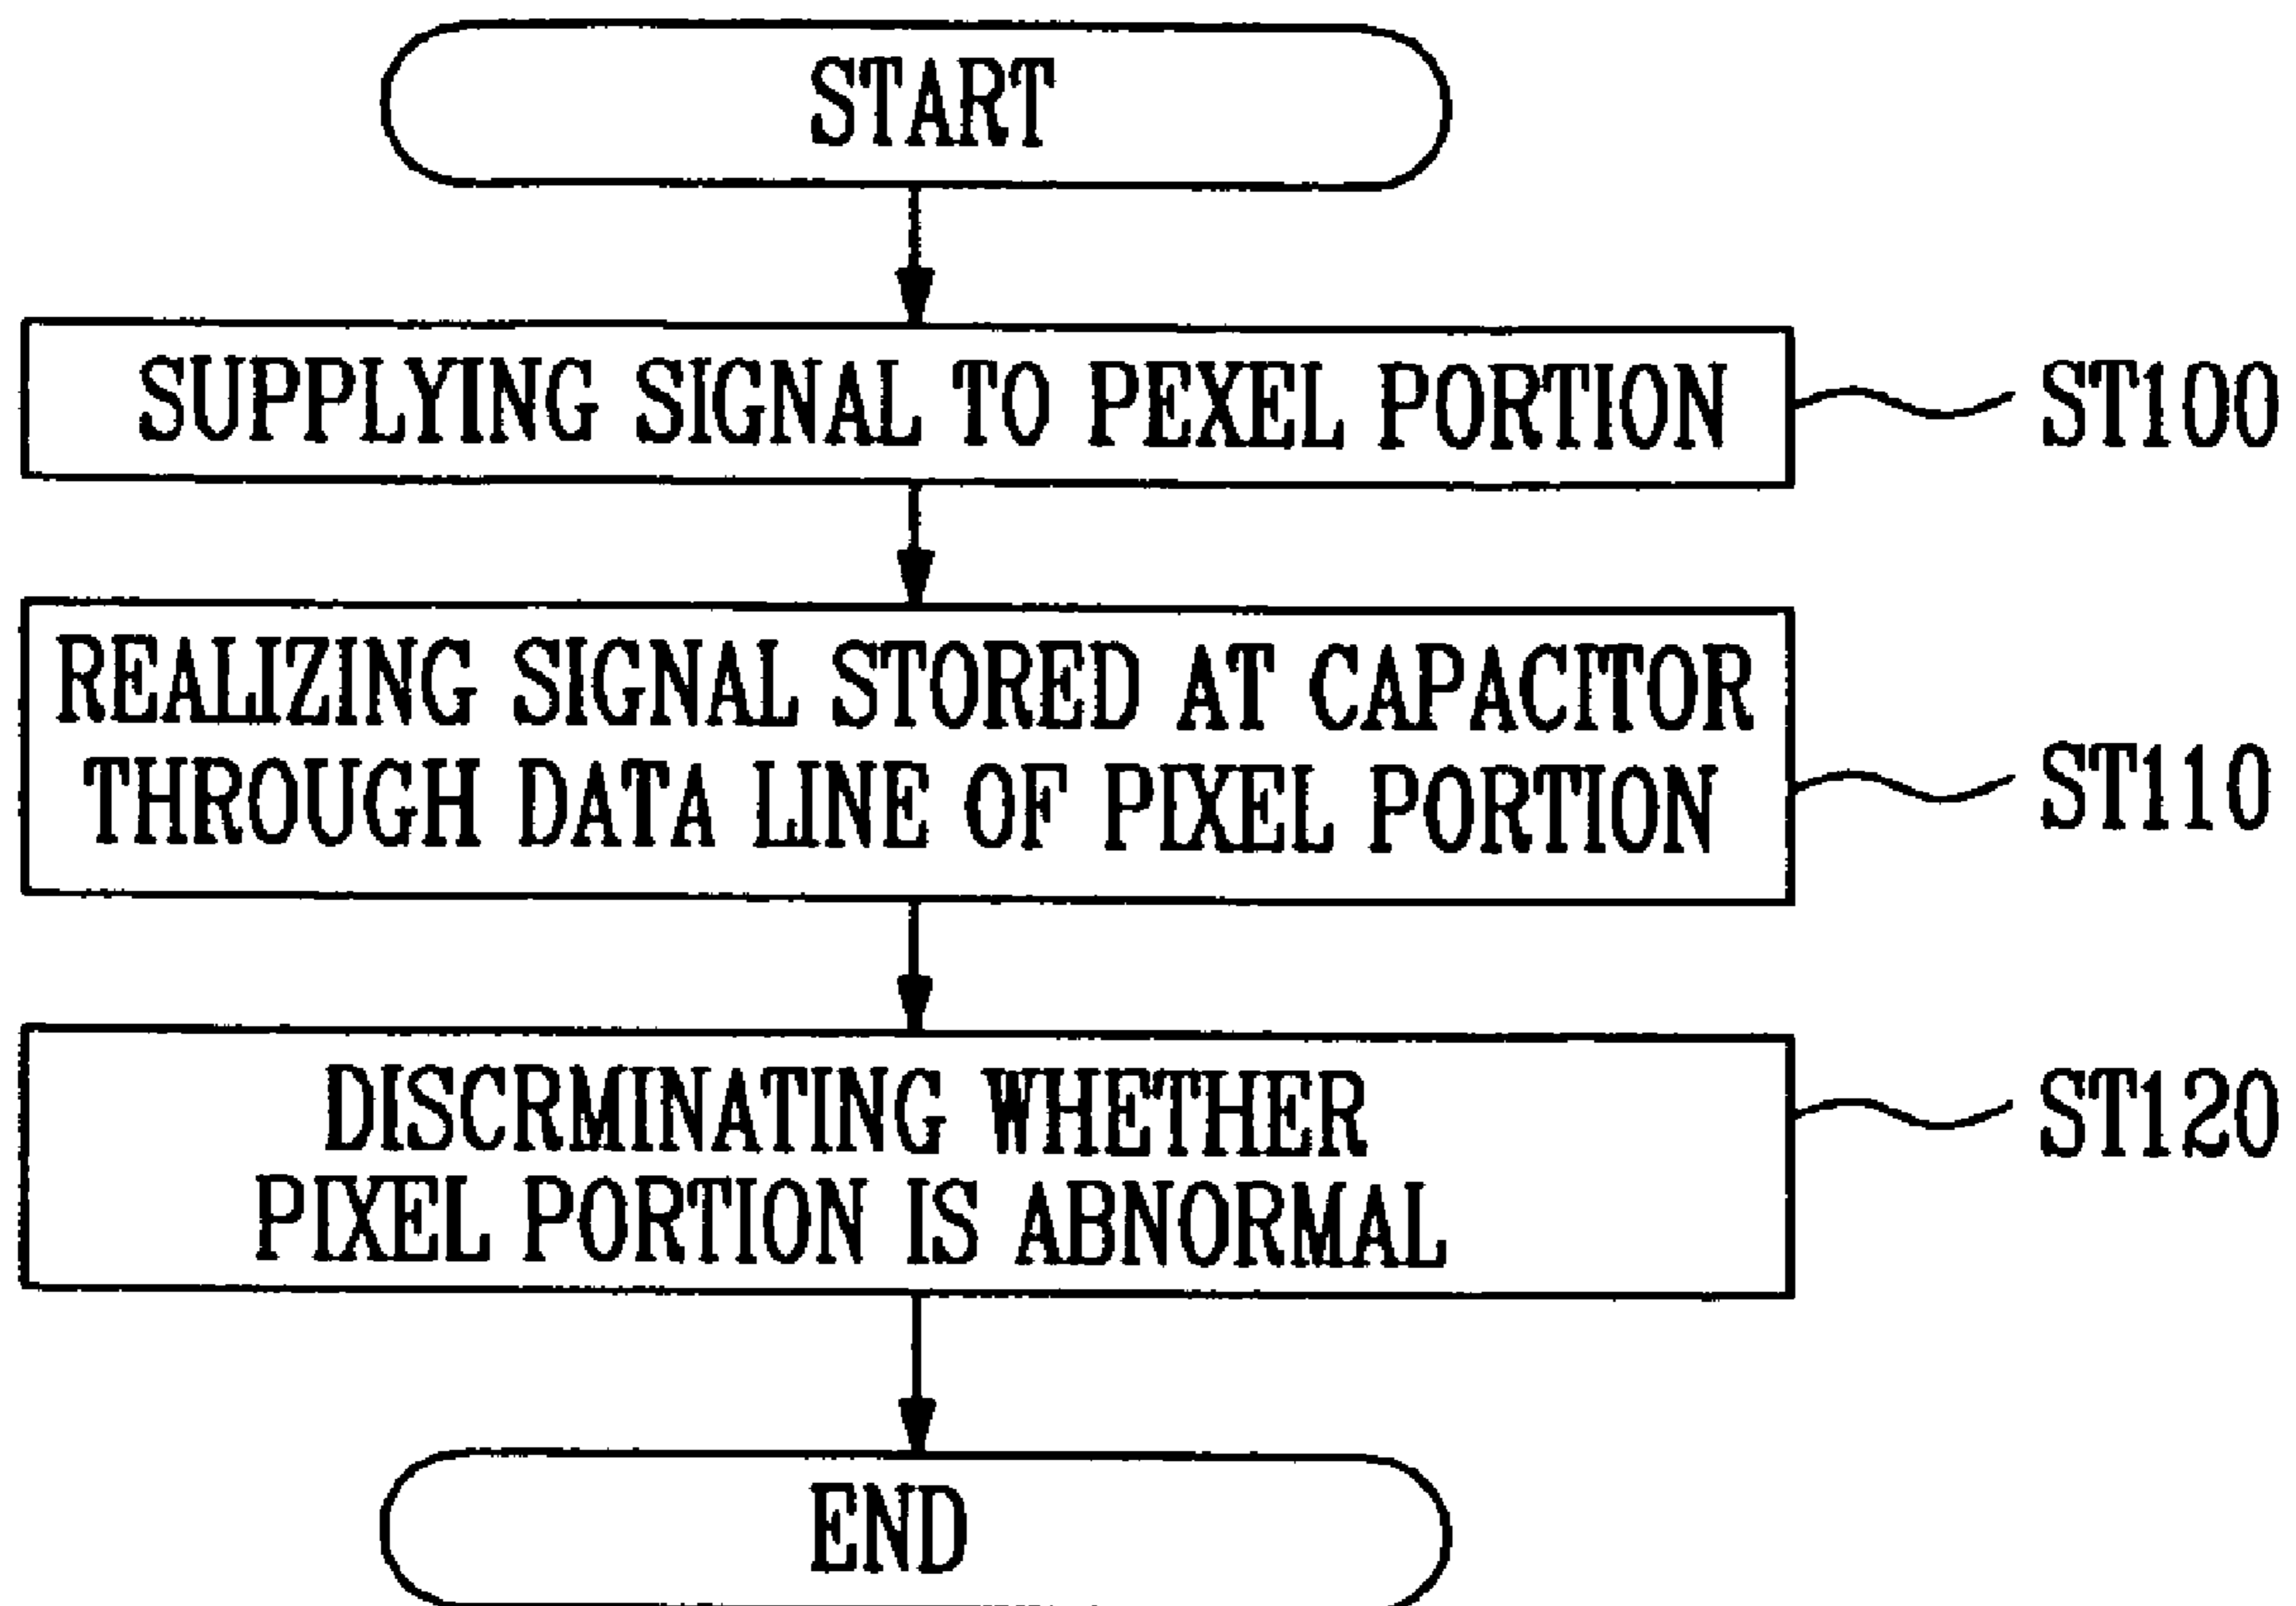 START
SUPPLYING SIGNAL TO PEXEL PORTION
ST100
REALIZING SIGNAL STORED AT CAPACITOR
THROUGH DATA LINE OF PIXEL PORTION
ST110
DISCRMINATING WHETHER
PIXEL PORTION IS ABNORMAL
ST120
END